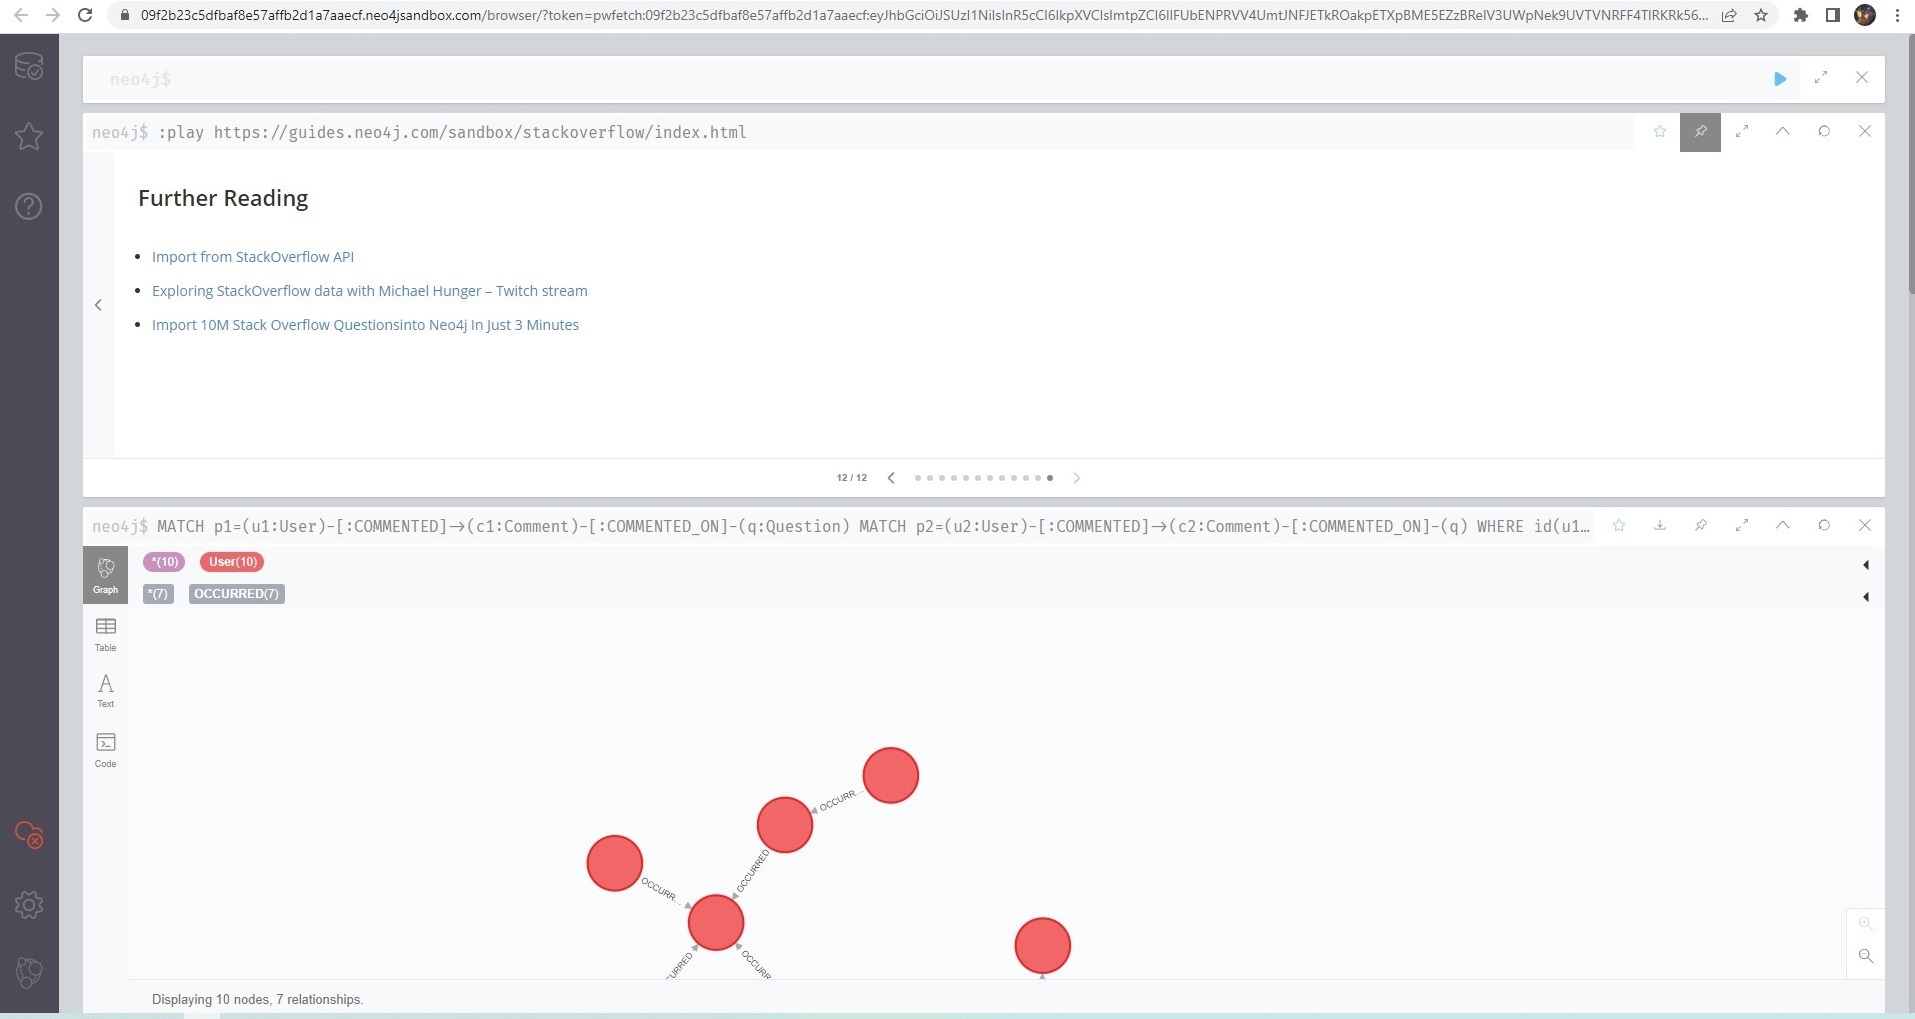 09f2b23c5dfbaf8e57affb2d1a7aaecf.neo4jsandbox.com/browser/?token=pwfetch:09f2b23c5dfbaf8e57affb2d1a7aaecf:
neo4j$
neo4j$ :play https://guides.neo4j.com/sandbox/stackoverflow/index.html
Further Reading
Import from StackOverflow API
Exploring StackOverflow data with Michael Hunger – Twitch stream
Import 10M Stack Overflow Questionsinto Neo4j In Just 3 Minutes
12 / 12
neo4j$ MATCH p1=(u1:User)-[:COMMENTED]→(c1:Comment)-[:COMMENTED_ON]-(q:Question) MATCH p2=(u2:User)-[:COMMENTED]→(c2:Comment)-[:COMMENTED_ON]-(q) WHERE id(u1…
*(10) User(10)
*(7) OCCURRED(7)
Graph
Table
Text
Code
OCCURR…
OCCURRED
OCCURR…
URRED
OCCURR
Displaying 10 nodes, 7 relationships.